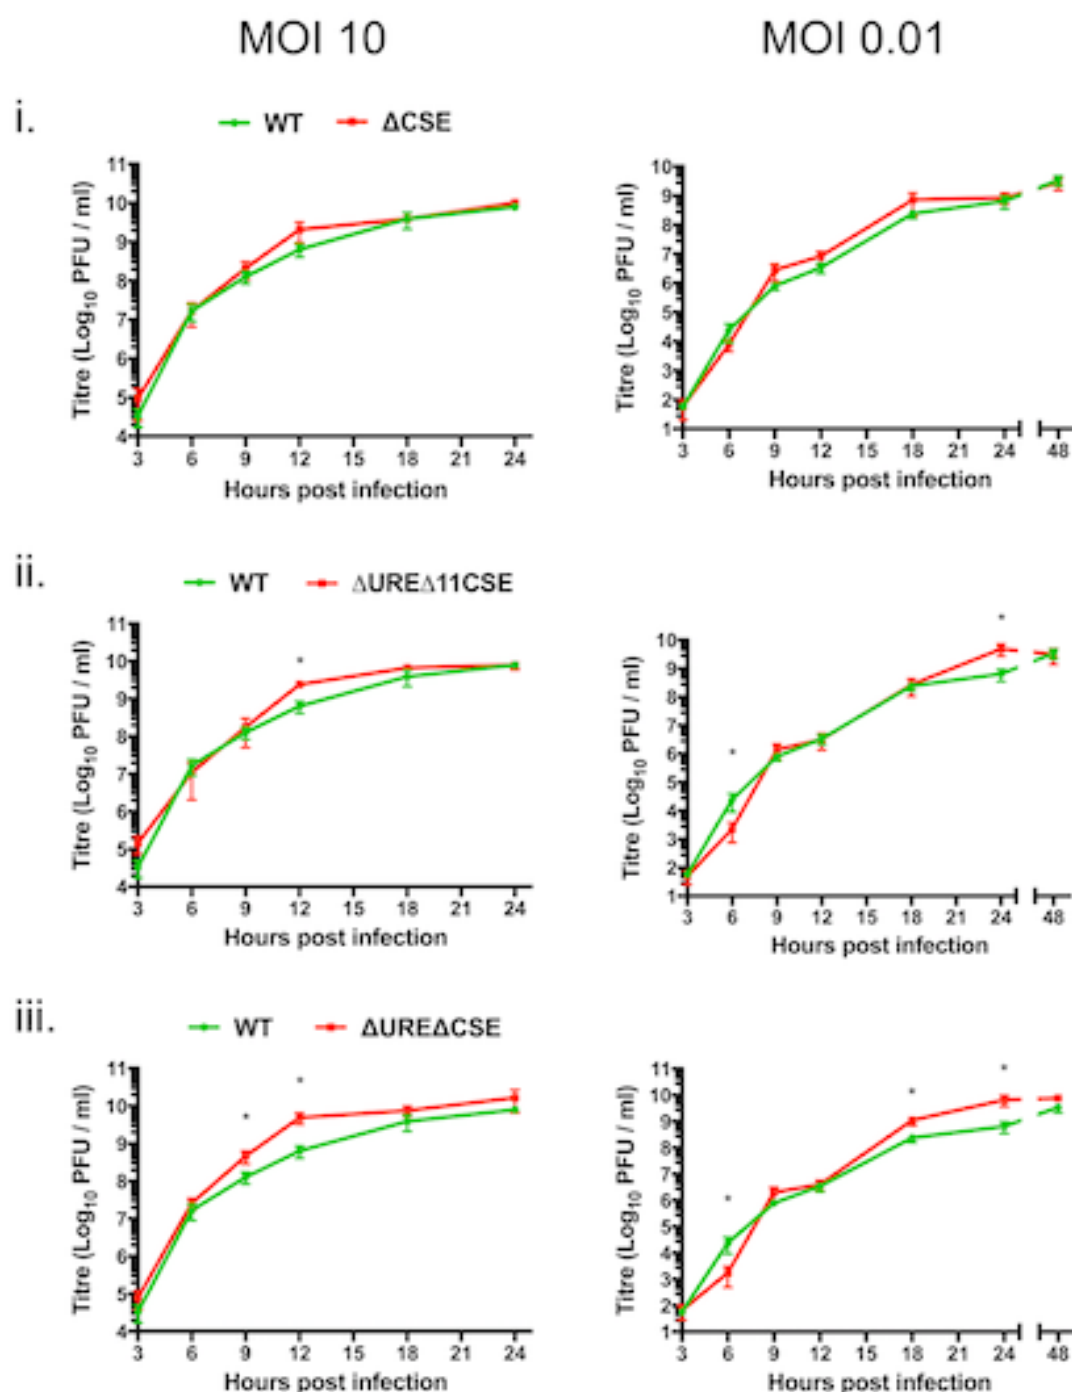 MOI 10
MOI 0.01
i.
WT ΔCSE
Titre (Log₁₀ PFU / ml)
11
10
9
8
7
6
5
4
3 6 9 12 15 18 21 24
Hours post infection
Titre (Log₁₀ PFU / ml)
10
9
8
7
6
5
4
3
2
1
3 6 9 12 15 18 21 24 48
Hours post infection
ii.
WT ΔUREΔ11CSE
Titre (Log₁₀ PFU / ml)
11
10
9
8
7
6
5
4
*
3 6 9 12 15 18 21 24
Hours post infection
Titre (Log₁₀ PFU / ml)
10
9
8
7
6
5
4
3
2
1
* *
3 6 9 12 15 18 21 24 48
Hours post infection
iii.
WT ΔUREΔCSE
Titre (Log₁₀ PFU / ml)
11
10
9
8
7
6
5
4
* *
3 6 9 12 15 18 21 24
Hours post infection
Titre (Log₁₀ PFU / ml)
11
10
9
8
7
6
5
4
3
2
1
* * *
3 6 9 12 15 18 21 24 48
Hours post infection